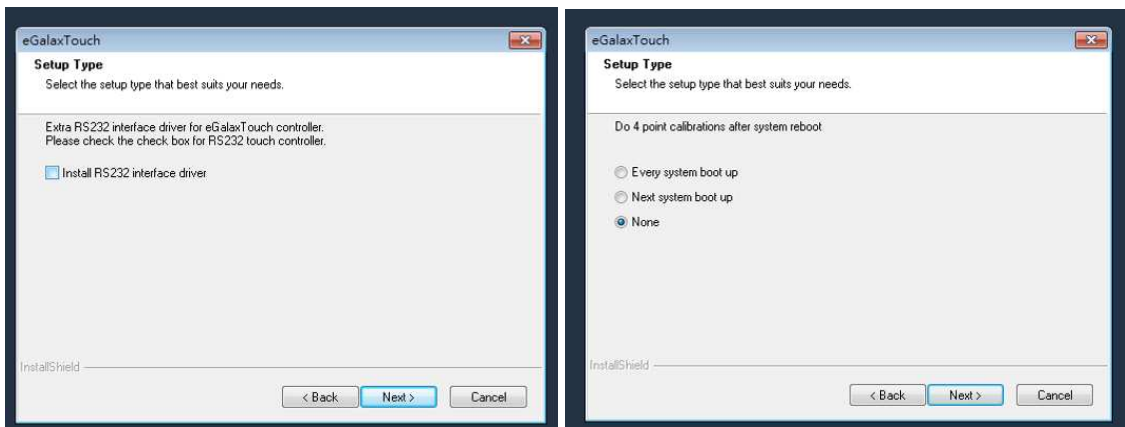 eGalaxTouch
Setup Type
Select the setup type that best suits your needs.
Extra RS232 interface driver for eGalaxTouch controller.
Please check the check box for RS232 touch controller.
Install RS232 interface driver
InstallShield
< Back
Next >
Cancel
eGalaxTouch
Setup Type
Select the setup type that best suits your needs.
Do 4 point calibrations after system reboot
Every system boot up
Next system boot up
None
InstallShield
< Back
Next >
Cancel